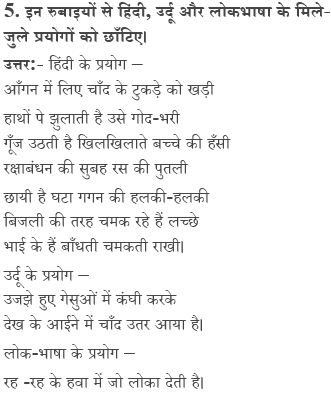 5. इन रुबाइयों से हिंदी, उर्दू और लोकभाषा के मिले-
जुले प्रयोगों को छाँटिए।
उत्तर:- हिंदी के प्रयोग –
आँगन में लिए चाँद के टुकड़े को खड़ी
हाथों पे झुलाती है उसे गोद-भरी
गूँज उठती है खिलखिलाते बच्चे की हँसी
रक्षाबंधन की सुबह रस की पुतली
छायी है घटा गगन की हलकी-हलकी
बिजली की तरह चमक रहे हैं लच्छे
भाई के हैं बाँधती चमकती राखी।
उर्दू के प्रयोग –
उजझे हुए गेसुओं में कंघी करके
देख के आईने में चाँद उतर आया है।
लोक-भाषा के प्रयोग –
रह -रह के हवा में जो लोका देती है।